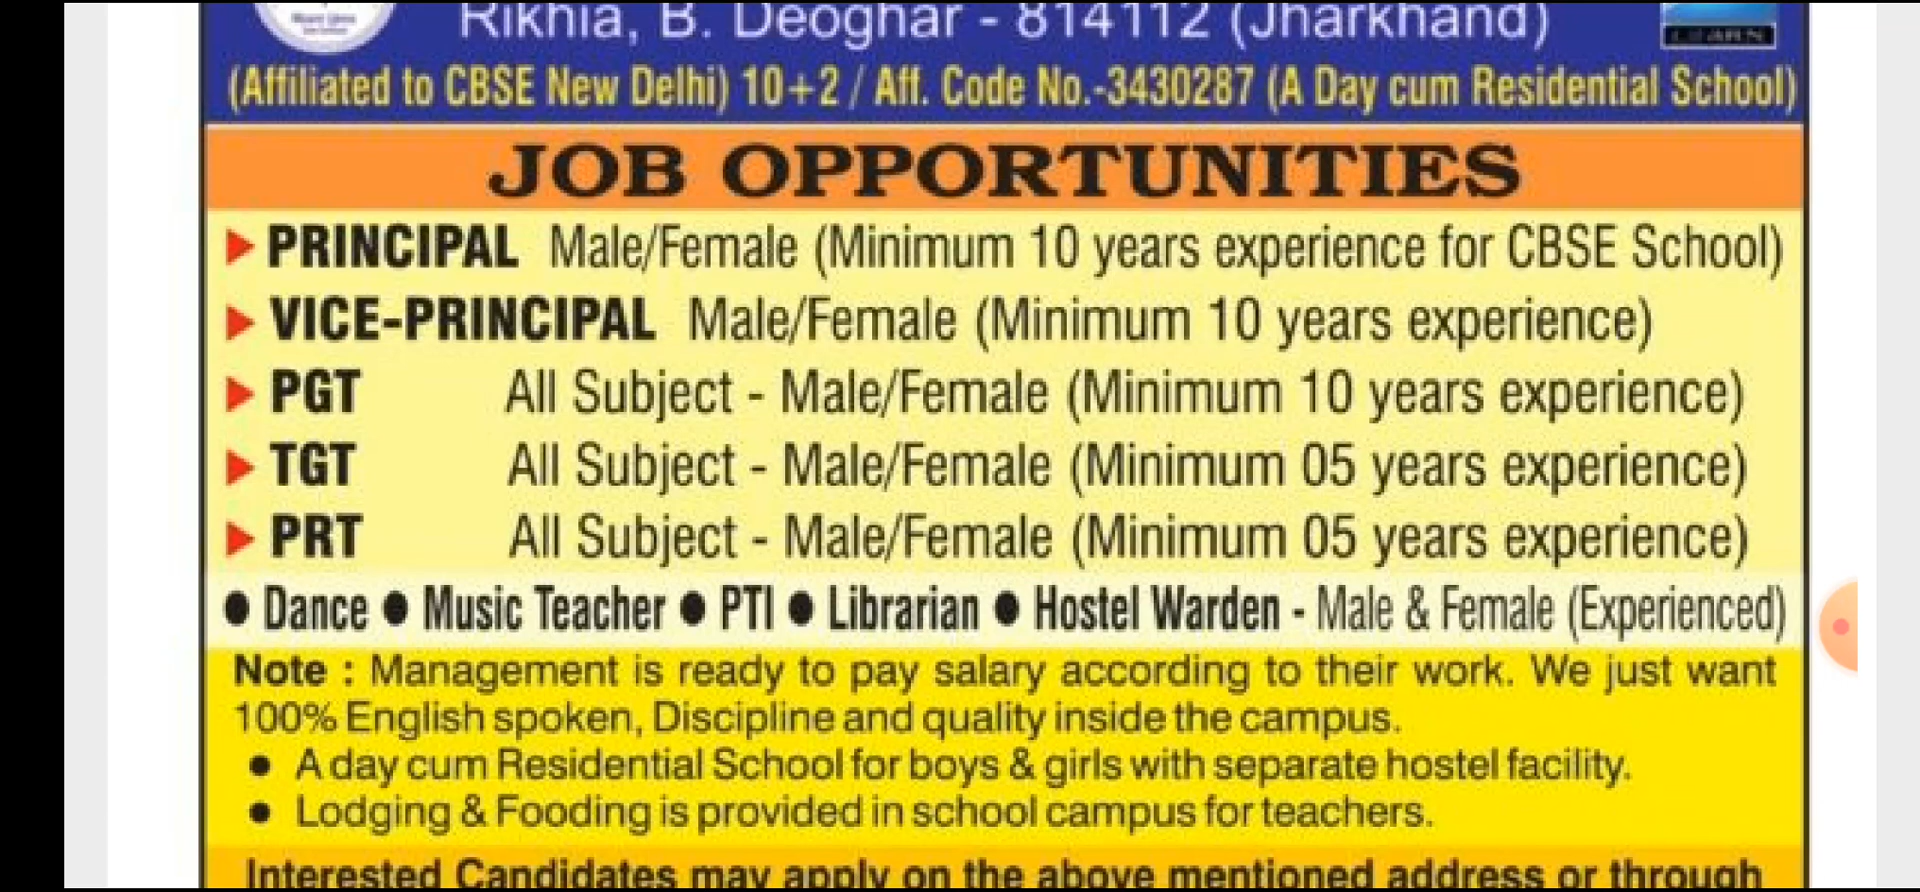 Rikhia, B. Deoghar - 814112 (Jharkhand)
LEARN
(Affiliated to CBSE New Delhi) 10+2 / Aff. Code No.-3430287 (A Day cum Residential School)
JOB OPPORTUNITIES
PRINCIPAL Male/Female (Minimum 10 years experience for CBSE School)
VICE-PRINCIPAL Male/Female (Minimum 10 years experience)
PGT All Subject - Male/Female (Minimum 10 years experience)
TGT All Subject - Male/Female (Minimum 05 years experience)
PRT All Subject - Male/Female (Minimum 05 years experience)
● Dance ● Music Teacher ● PTI ● Librarian ● Hostel Warden - Male & Female (Experienced)
Note : Management is ready to pay salary according to their work. We just want
100% English spoken, Discipline and quality inside the campus.
● A day cum Residential School for boys & girls with separate hostel facility.
● Lodging & Fooding is provided in school campus for teachers.
Interested Candidates may apply on the above mentioned address or through